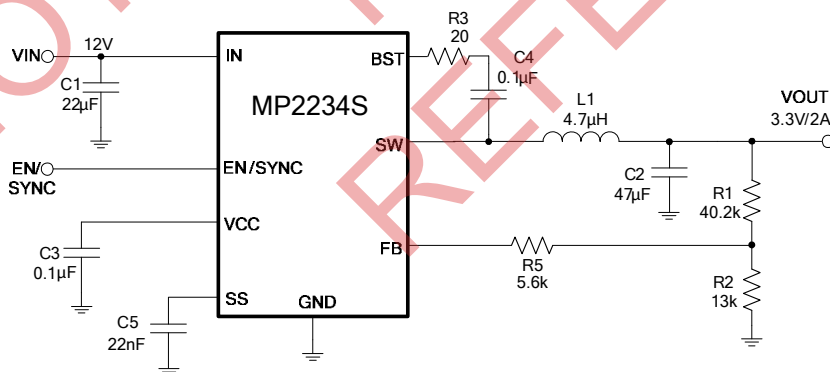 R3
20
VIN
12V
IN
BST
C4
0.1µF
C1
22µF
MP2234S
L1
4.7µH
VOUT
3.3V/2A
SW
EN/
SYNC
EN/SYNC
C2
47µF
R1
40.2k
VCC
C3
0.1µF
FB
R5
5.6k
R2
13k
SS
GND
C5
22nF
REFE